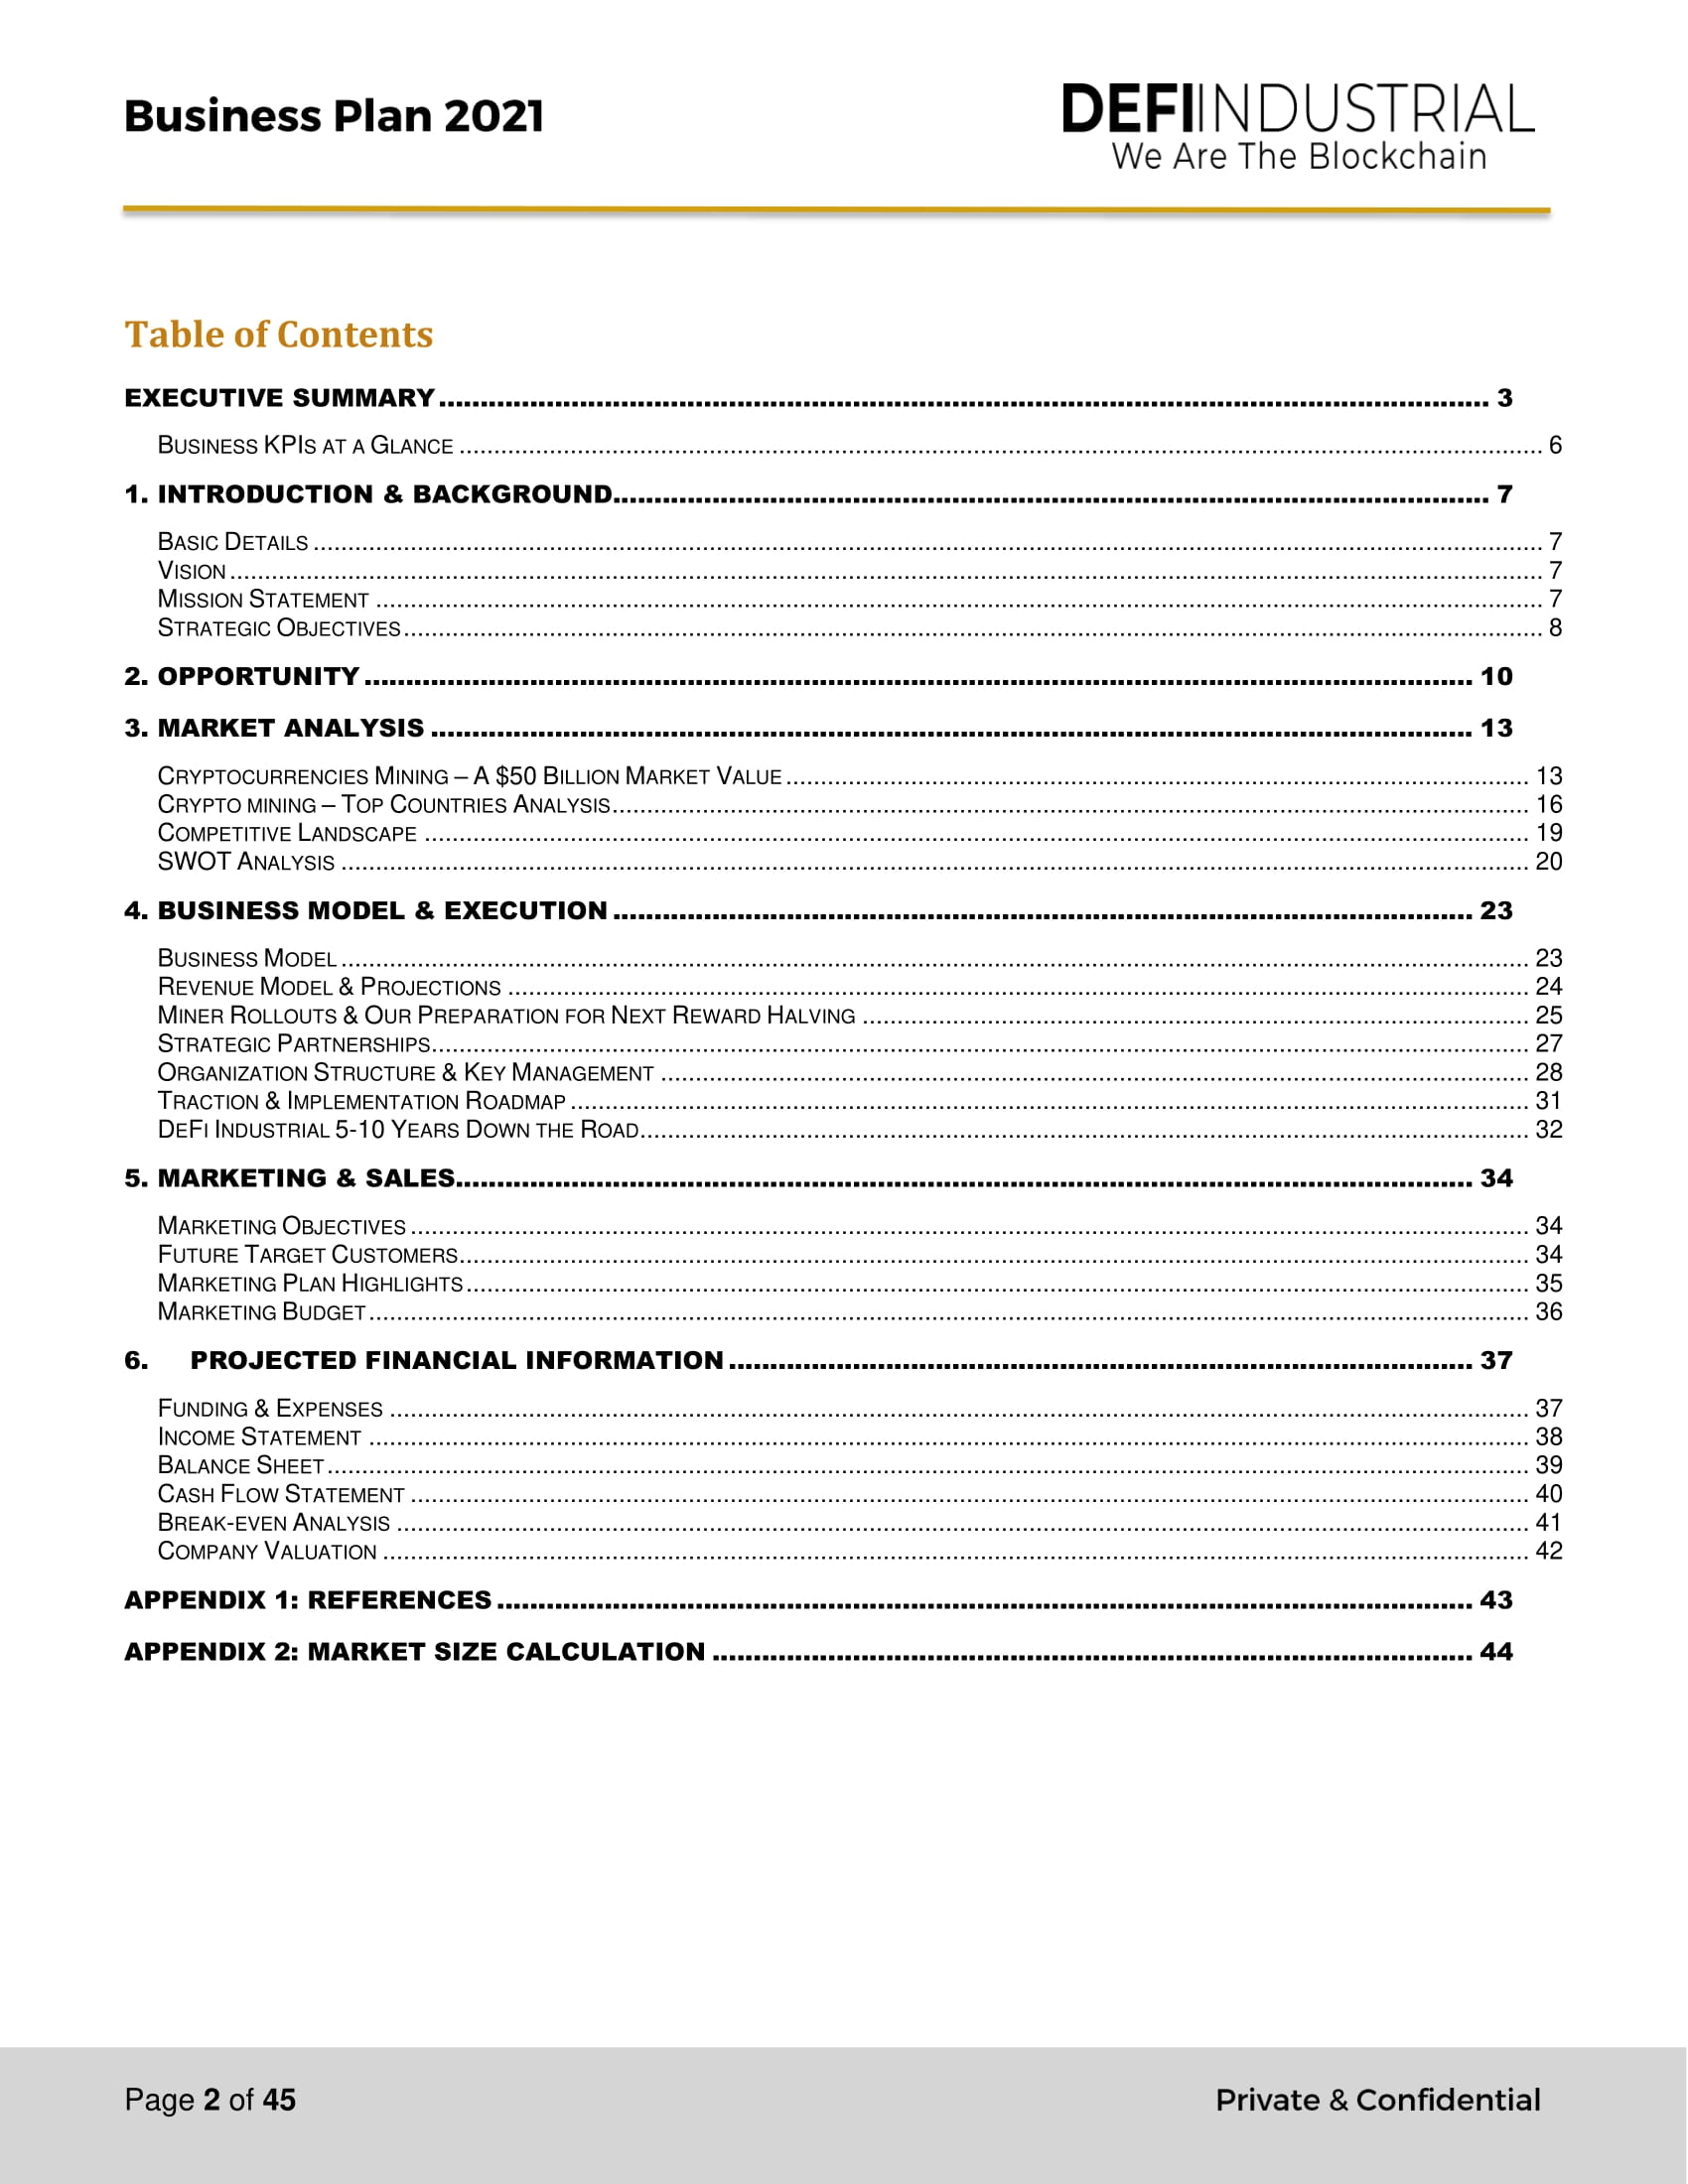 Business Plan 2021
DEFIINDUSTRIAL
We Are The Blockchain
Table of Contents
EXECUTIVE SUMMARY ........ 3
BUSINESS KPIS AT A GLANCE ........ 6
1. INTRODUCTION & BACKGROUND ........ 7
BASIC DETAILS ........ 7
VISION ........ 7
MISSION STATEMENT ........ 7
STRATEGIC OBJECTIVES ........ 8
2. OPPORTUNITY ........ 10
3. MARKET ANALYSIS ........ 13
CRYPTOCURRENCIES MINING – A $50 BILLION MARKET VALUE ........ 13
CRYPTO MINING – TOP COUNTRIES ANALYSIS ........ 16
COMPETITIVE LANDSCAPE ........ 19
SWOT ANALYSIS ........ 20
4. BUSINESS MODEL & EXECUTION ........ 23
BUSINESS MODEL ........ 23
REVENUE MODEL & PROJECTIONS ........ 24
MINER ROLLOUTS & OUR PREPARATION FOR NEXT REWARD HALVING ........ 25
STRATEGIC PARTNERSHIPS ........ 27
ORGANIZATION STRUCTURE & KEY MANAGEMENT ........ 28
TRACTION & IMPLEMENTATION ROADMAP ........ 31
DEFI INDUSTRIAL 5-10 YEARS DOWN THE ROAD ........ 32
5. MARKETING & SALES ........ 34
MARKETING OBJECTIVES ........ 34
FUTURE TARGET CUSTOMERS ........ 34
MARKETING PLAN HIGHLIGHTS ........ 35
MARKETING BUDGET ........ 36
6. PROJECTED FINANCIAL INFORMATION ........ 37
FUNDING & EXPENSES ........ 37
INCOME STATEMENT ........ 38
BALANCE SHEET ........ 39
CASH FLOW STATEMENT ........ 40
BREAK-EVEN ANALYSIS ........ 41
COMPANY VALUATION ........ 42
APPENDIX 1: REFERENCES ........ 43
APPENDIX 2: MARKET SIZE CALCULATION ........ 44
Page 2 of 45
Private & Confidential